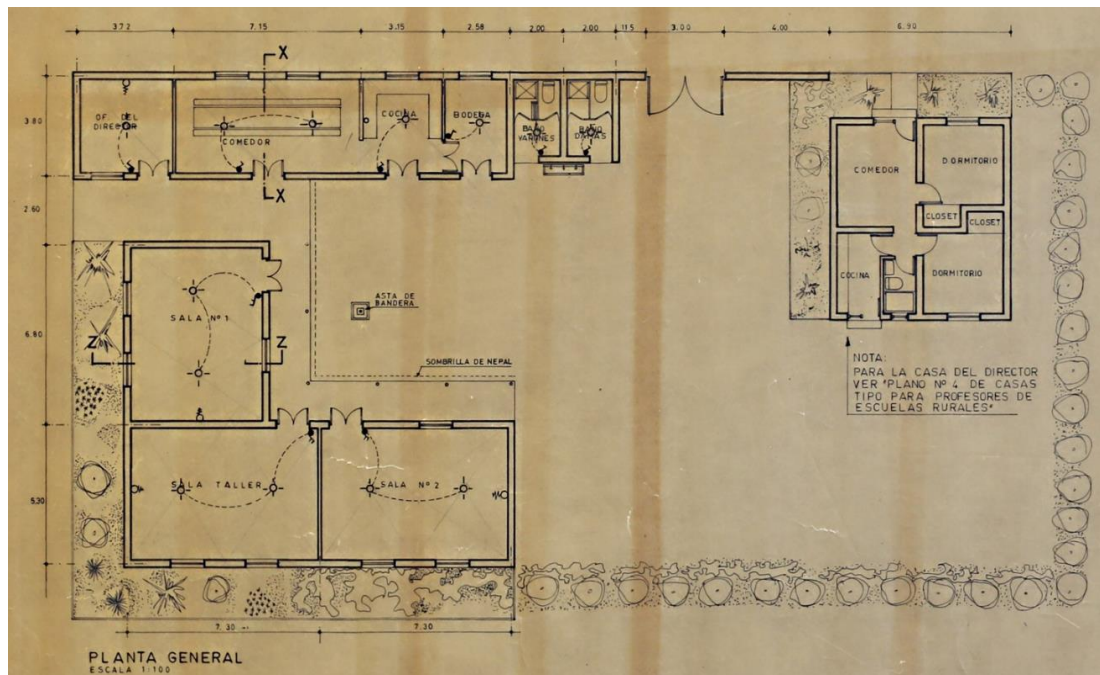 3.72 7.15 3.15 2.58 2.00 2.00 1.15 3.00 4.00 6.90
X
3.80
OF. DEL
DIRECTOR
COMEDOR
COCINA
BODEGA
BAÑO
VARONES
BAÑO
DAMAS
X
2.60
COMEDOR
DORMITORIO
CLOSET
CLOSET
COCINA
DORMITORIO
ASTA DE
BANDERA
SALA Nº 1
6.80
Z Z
SOMBRILLA DE NEPAL
NOTA:
PARA LA CASA DEL DIRECTOR
VER "PLANO Nº 4 DE CASAS
TIPO PARA PROFESORES DE
ESCUELAS RURALES"
SALA TALLER
SALA Nº 2
5.30
7.30 7.30
PLANTA GENERAL
ESCALA 1:100